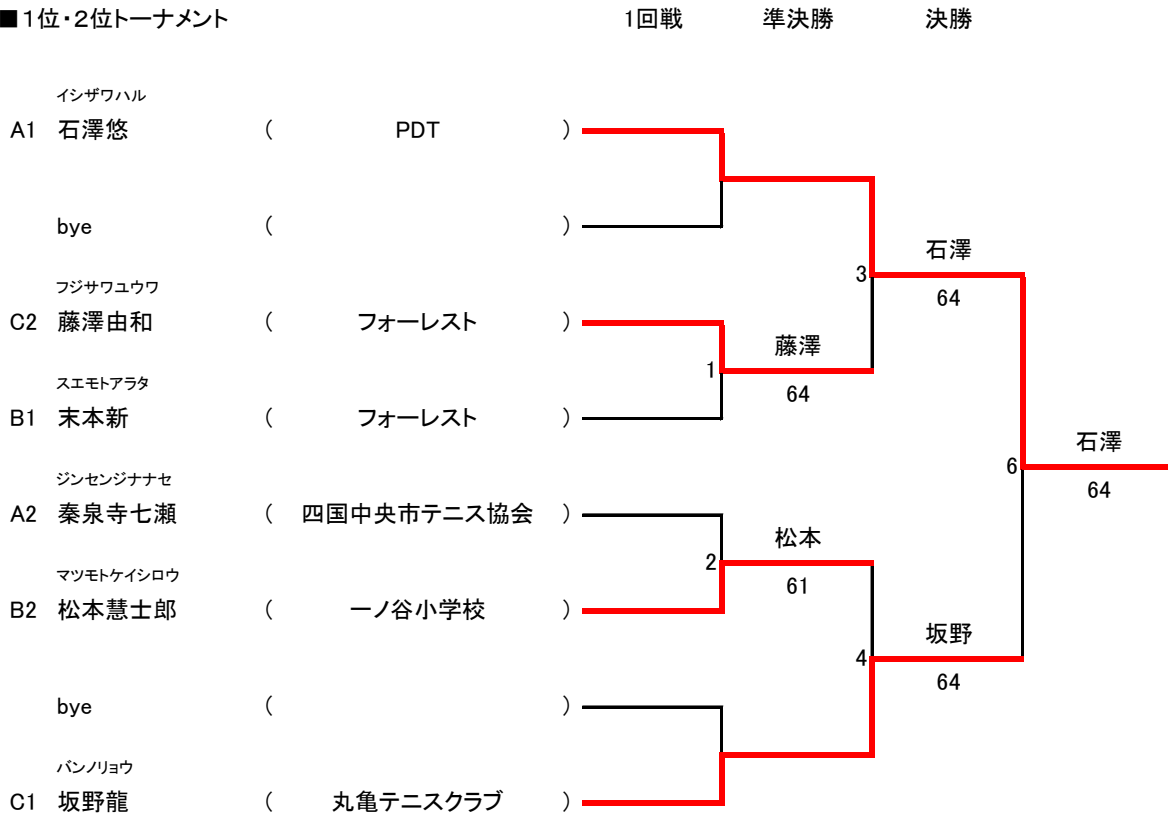 ■1位・2位トーナメント 1回戦 準決勝 決勝
イシザワハル
A1 石澤悠 ( PDT )
bye ( )
石澤
3
64
フジサワユウワ
C2 藤澤由和 ( フォーレスト )
藤澤
1
64
スエモトアラタ
B1 末本新 ( フォーレスト )
石澤
6
64
ジンセンジナナセ
A2 秦泉寺七瀬 ( 四国中央市テニス協会 )
松本
2
61
マツモトケイシロウ
B2 松本慧士郎 ( 一ノ谷小学校 )
坂野
4
64
bye ( )
バンノリョウ
C1 坂野龍 ( 丸亀テニスクラブ )